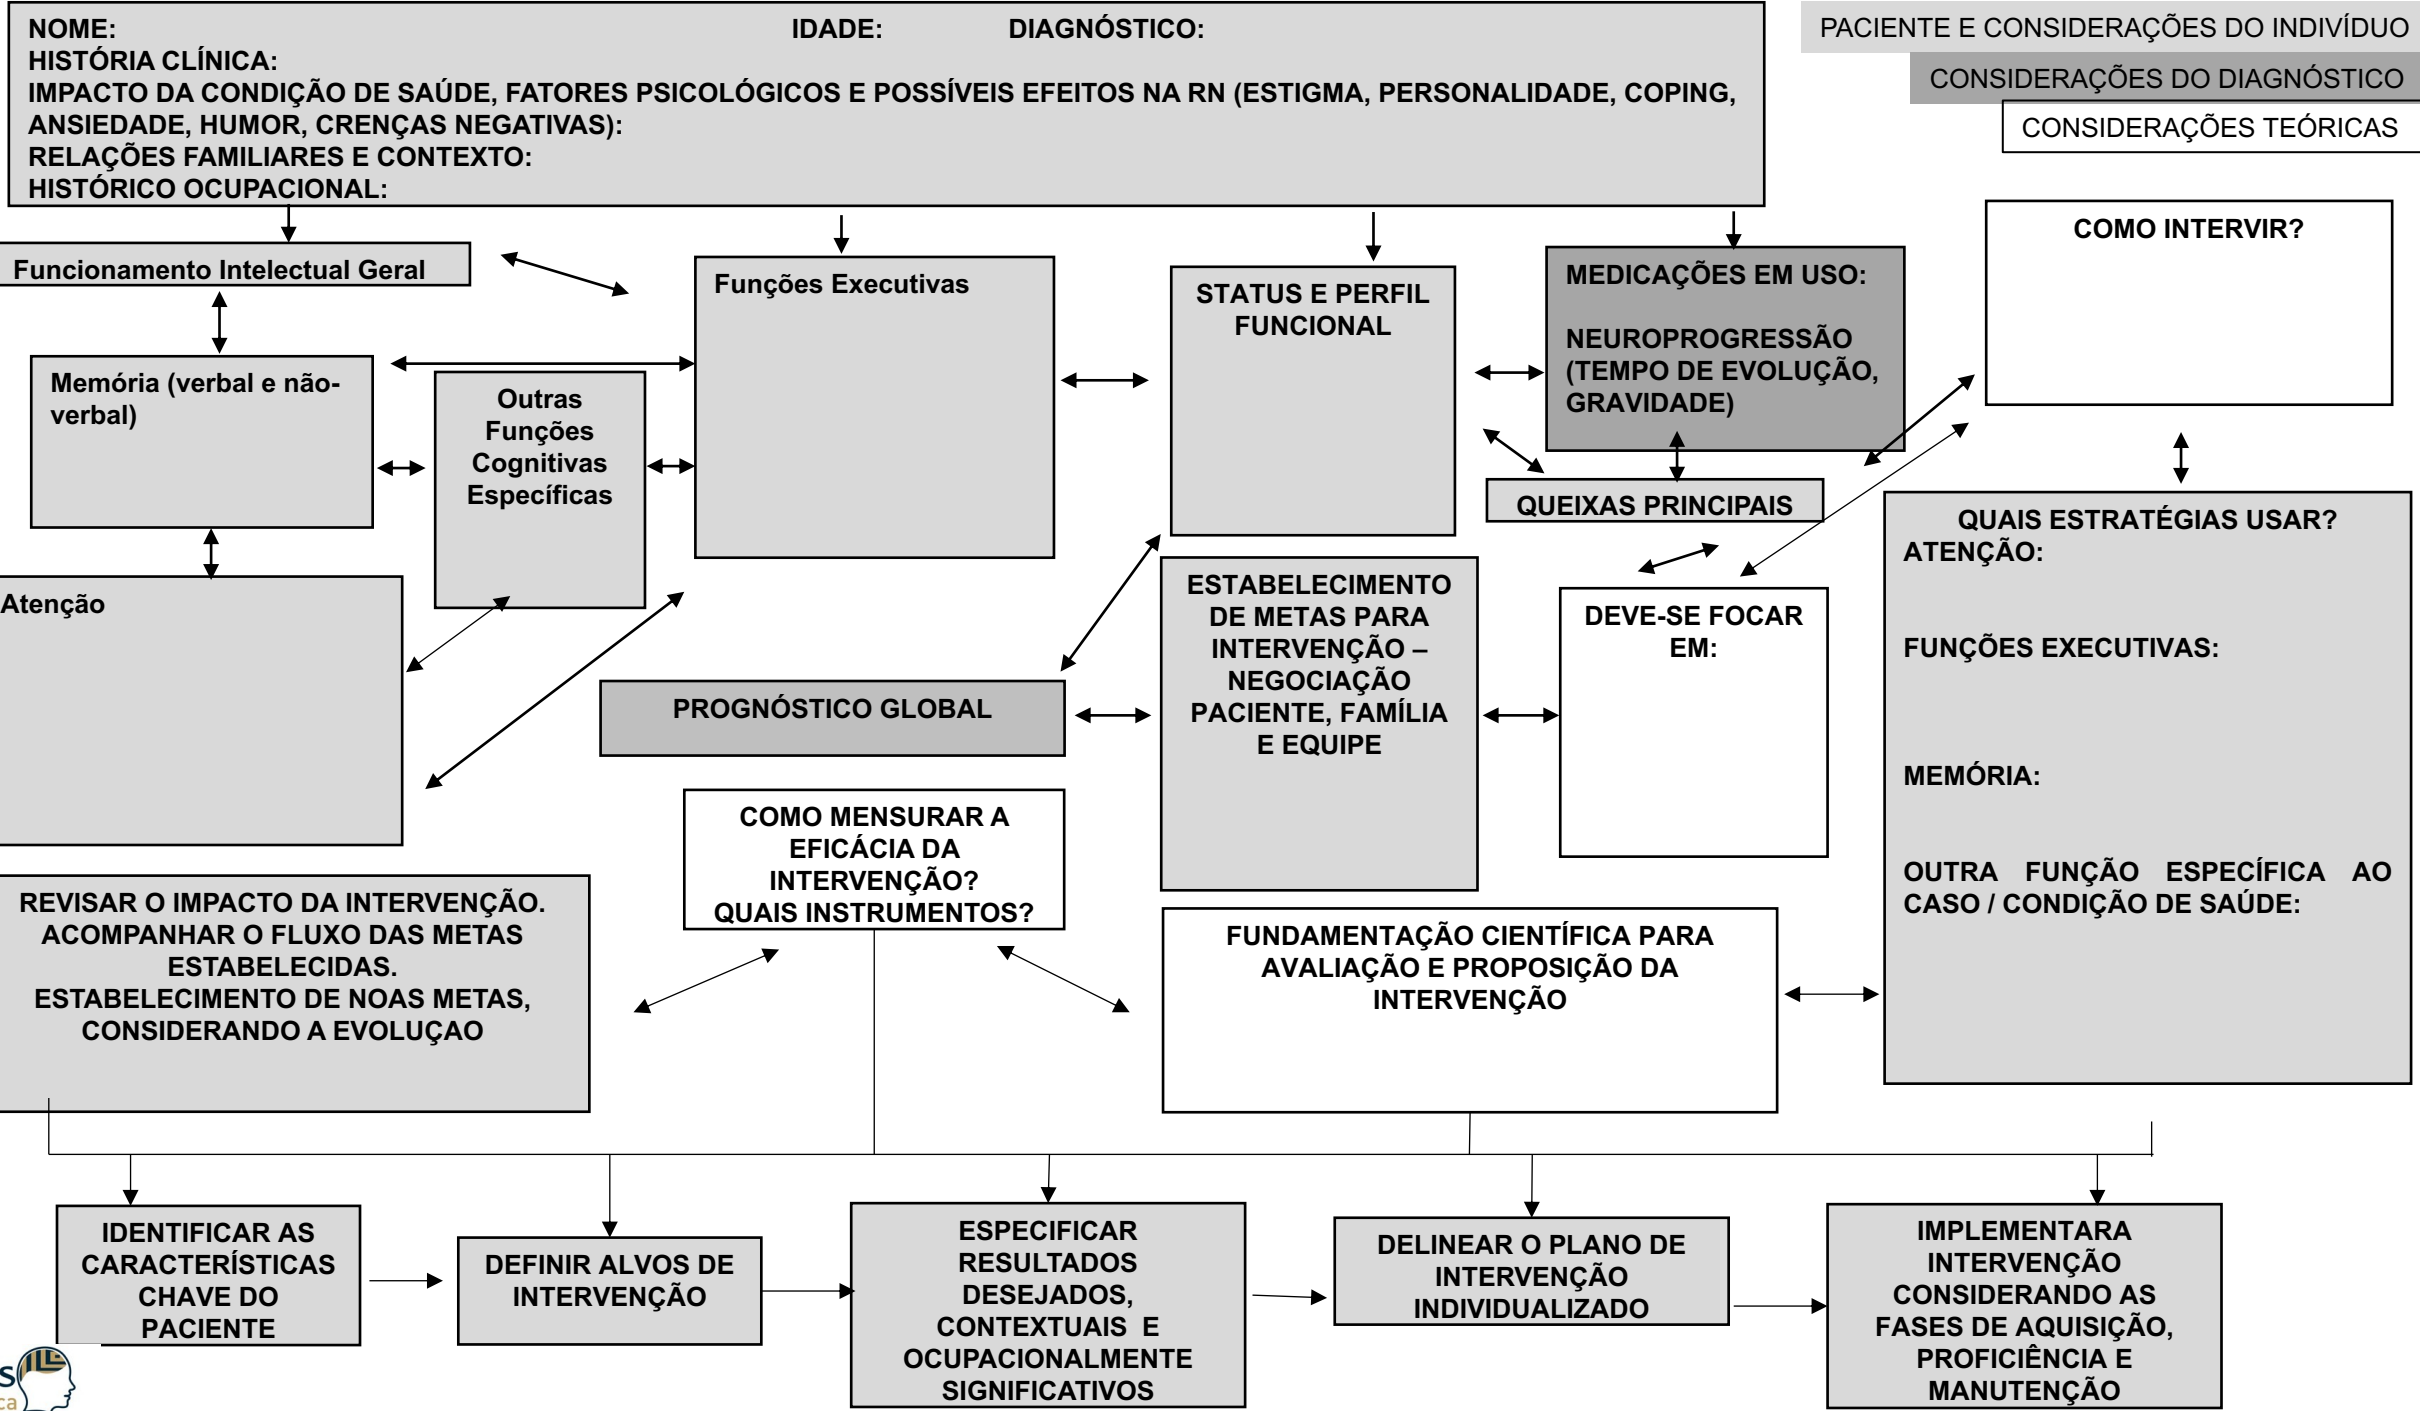 NOME: IDADE: DIAGNÓSTICO:
HISTÓRIA CLÍNICA:
IMPACTO DA CONDIÇÃO DE SAÚDE, FATORES PSICOLÓGICOS E POSSÍVEIS EFEITOS NA RN (ESTIGMA, PERSONALIDADE, COPING,
ANSIEDADE, HUMOR, CRENÇAS NEGATIVAS):
RELAÇÕES FAMILIARES E CONTEXTO:
HISTÓRICO OCUPACIONAL:
PACIENTE E CONSIDERAÇÕES DO INDIVÍDUO
CONSIDERAÇÕES DO DIAGNÓSTICO
CONSIDERAÇÕES TEÓRICAS
Funcionamento Intelectual Geral
Funções Executivas
STATUS E PERFIL
FUNCIONAL
MEDICAÇÕES EM USO:
NEUROPROGRESSÃO
(TEMPO DE EVOLUÇÃO,
GRAVIDADE)
COMO INTERVIR?
Memória (verbal e não-
verbal)
Outras
Funções
Cognitivas
Específicas
QUEIXAS PRINCIPAIS
QUAIS ESTRATÉGIAS USAR?
ATENÇÃO:
FUNÇÕES EXECUTIVAS:
MEMÓRIA:
OUTRA FUNÇÃO ESPECÍFICA AO
CASO / CONDIÇÃO DE SAÚDE:
Atenção
ESTABELECIMENTO
DE METAS PARA
INTERVENÇÃO –
NEGOCIAÇÃO
PACIENTE, FAMÍLIA
E EQUIPE
DEVE-SE FOCAR
EM:
PROGNÓSTICO GLOBAL
COMO MENSURAR A
EFICÁCIA DA
INTERVENÇÃO?
QUAIS INSTRUMENTOS?
REVISAR O IMPACTO DA INTERVENÇÃO.
ACOMPANHAR O FLUXO DAS METAS
ESTABELECIDAS.
ESTABELECIMENTO DE NOAS METAS,
CONSIDERANDO A EVOLUÇAO
FUNDAMENTAÇÃO CIENTÍFICA PARA
AVALIAÇÃO E PROPOSIÇÃO DA
INTERVENÇÃO
IDENTIFICAR AS
CARACTERÍSTICAS
CHAVE DO
PACIENTE
DEFINIR ALVOS DE
INTERVENÇÃO
ESPECIFICAR
RESULTADOS
DESEJADOS,
CONTEXTUAIS E
OCUPACIONALMENTE
SIGNIFICATIVOS
DELINEAR O PLANO DE
INTERVENÇÃO
INDIVIDUALIZADO
IMPLEMENTARA
INTERVENÇÃO
CONSIDERANDO AS
FASES DE AQUISIÇÃO,
PROFICIÊNCIA E
MANUTENÇÃO